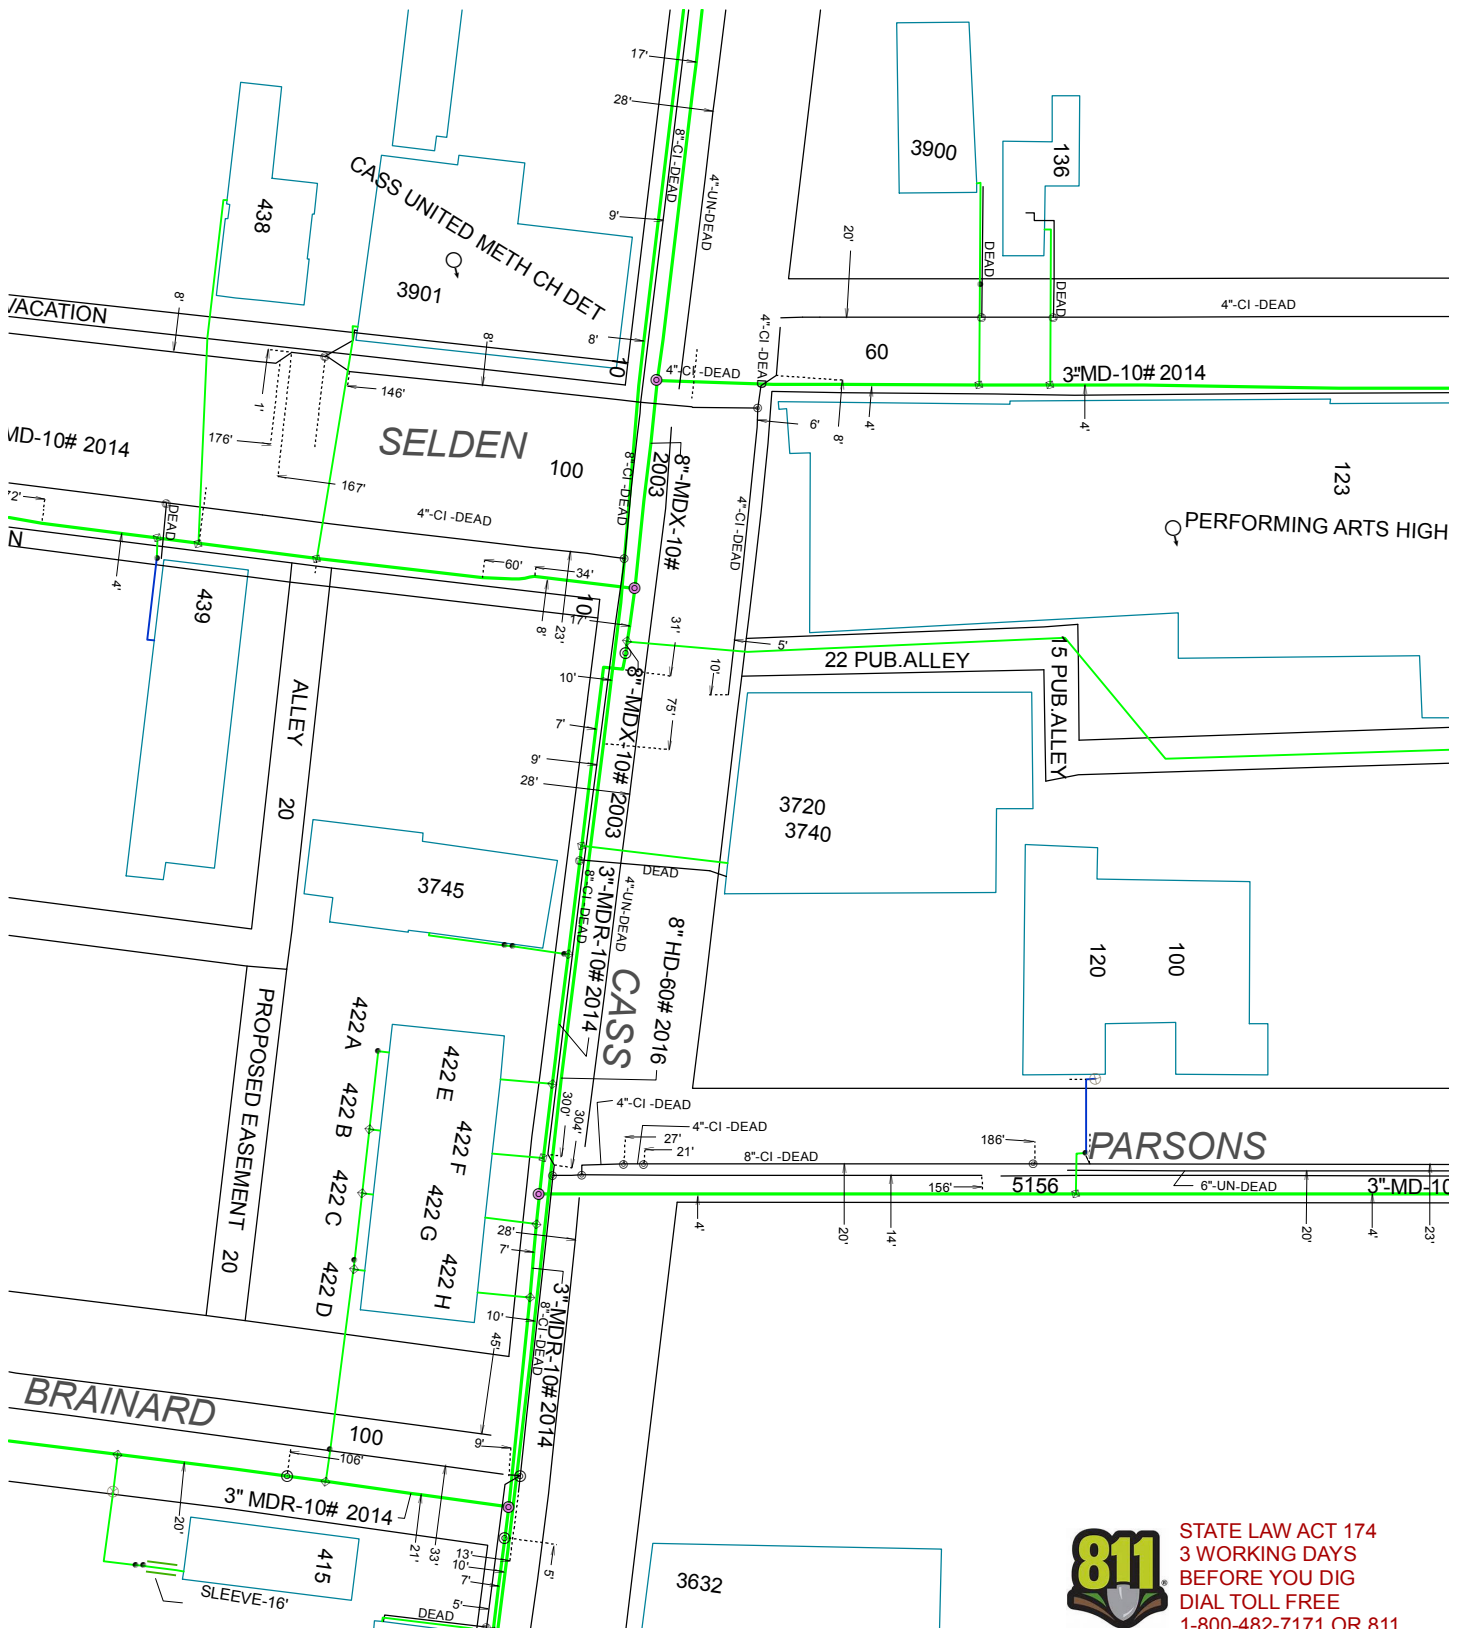 17'
28'
8"-CI-DEAD
4"-UN-DEAD
9'
CASS UNITED METH CH DET
438
3901
3900
136
DEAD
DEAD
20'
4"-CI -DEAD
VACATION
8'
8'
8'
10
4"-CI -DEAD
4"-CI -DEAD
60
3"MD-10# 2014
1'
146'
176'
167'
MD-10# 2014
SELDEN
100
8"-CI-DEAD
8"-MDX-10#
2003
4"-CI-DEAD
6'
8'
4'
4'
123
PERFORMING ARTS HIGH
72'
DEAD
4"-CI -DEAD
N
4'
60'
34'
8'
23'
10
17'
31'
10'
5'
22 PUB.ALLEY
15 PUB.ALLEY
439
ALLEY
20
10'
7'
9'
28'
75'
8"-MDX-10# 2003
3720
3740
3745
DEAD
8"-CI-DEAD
4"-UN-DEAD
3"-MDR-10# 2014
8" HD-60# 2016
CASS
120
100
PROPOSED EASEMENT
20
422 A
422 B
422 C
422 D
422 E
422 F
422 G
422 H
300'
304'
4"-CI -DEAD
4"-CI -DEAD
27'
21'
8"-CI -DEAD
186'
PARSONS
156'
5156
6"-UN-DEAD
3"-MD-10
28'
7'
4'
20'
14'
20'
4'
23'
10'
45'
3"-MDR-10# 2014
8"-CI-DEAD
BRAINARD
100
9'
106'
3" MDR-10# 2014
20'
21'
33'
13'
10'
7'
5'
5'
415
SLEEVE-16'
DEAD
3632
811
STATE LAW ACT 174
3 WORKING DAYS
BEFORE YOU DIG
DIAL TOLL FREE
1-800-482-7171 OR 811